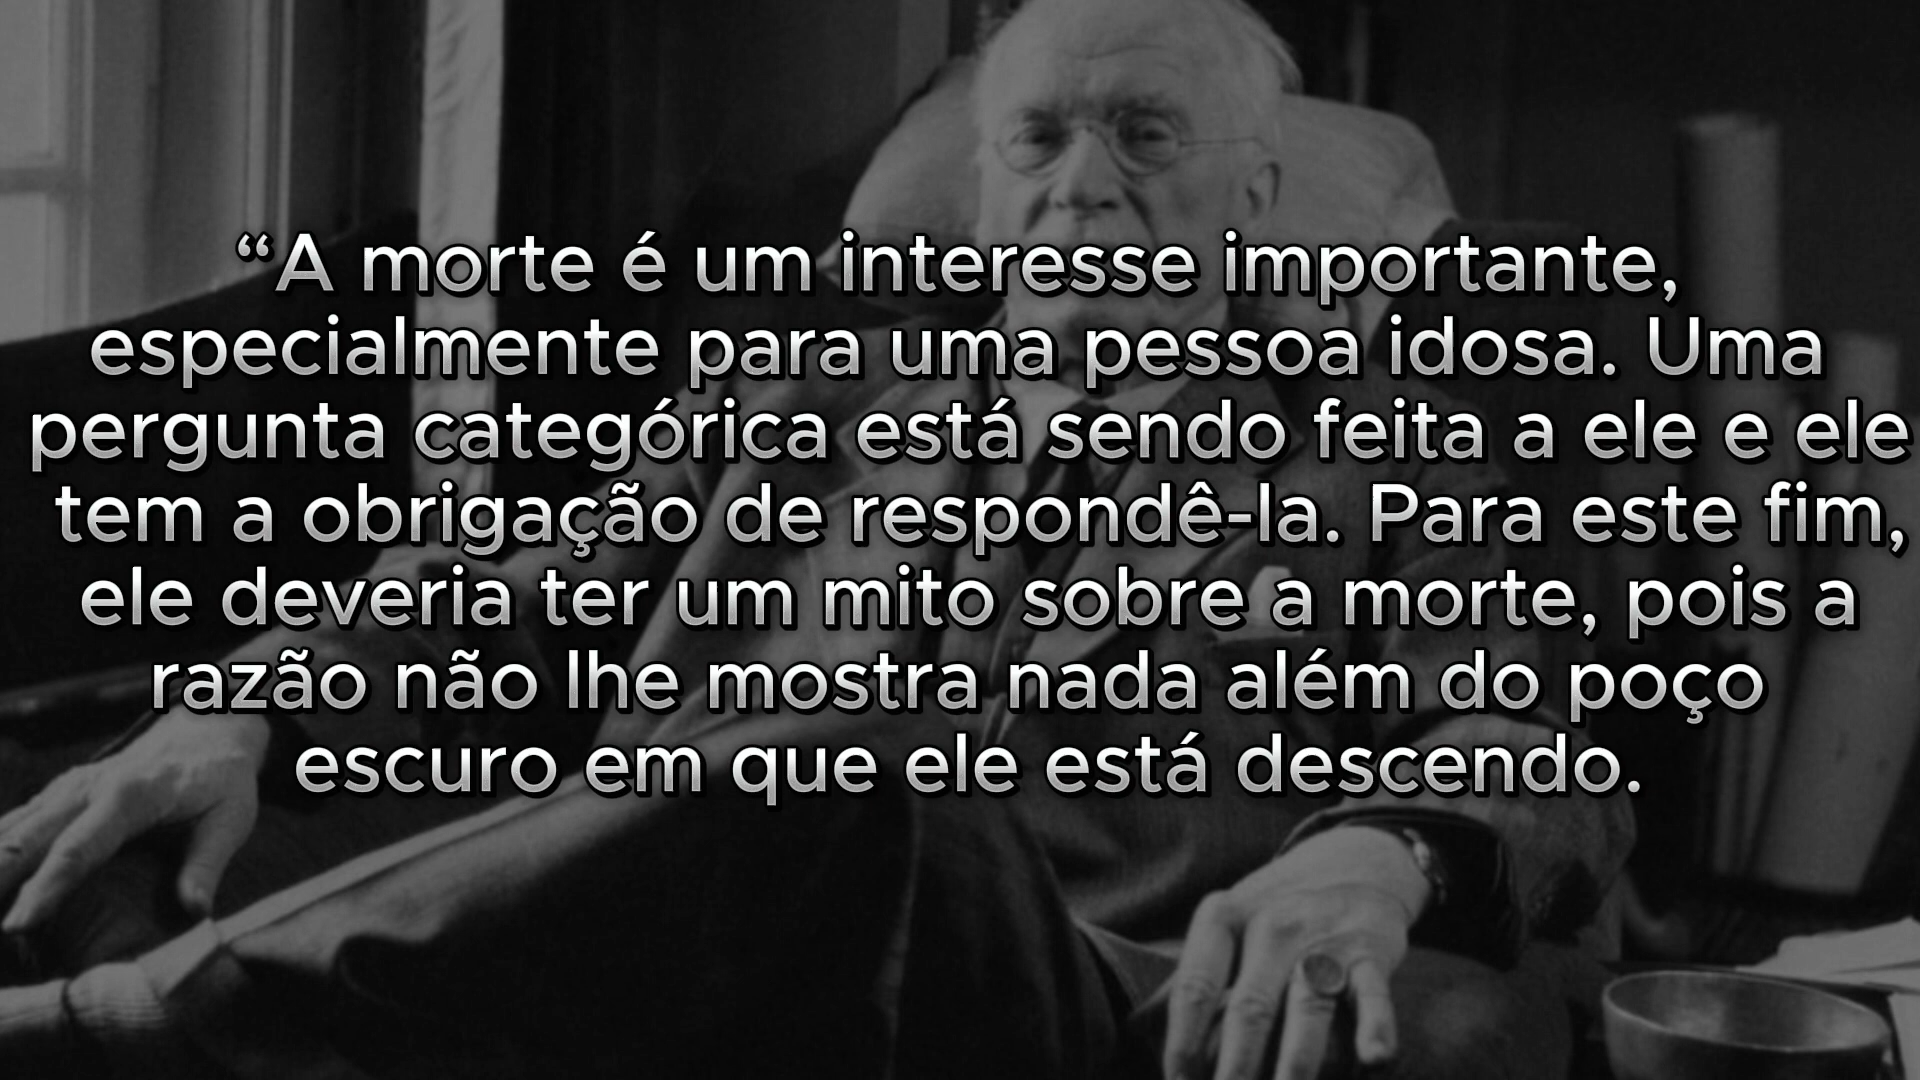 “A morte é um interesse importante,
especialmente para uma pessoa idosa. Uma
pergunta categórica está sendo feita a ele e ele
tem a obrigação de respondê-la. Para este fim,
ele deveria ter um mito sobre a morte, pois a
razão não lhe mostra nada além do poço
escuro em que ele está descendo.